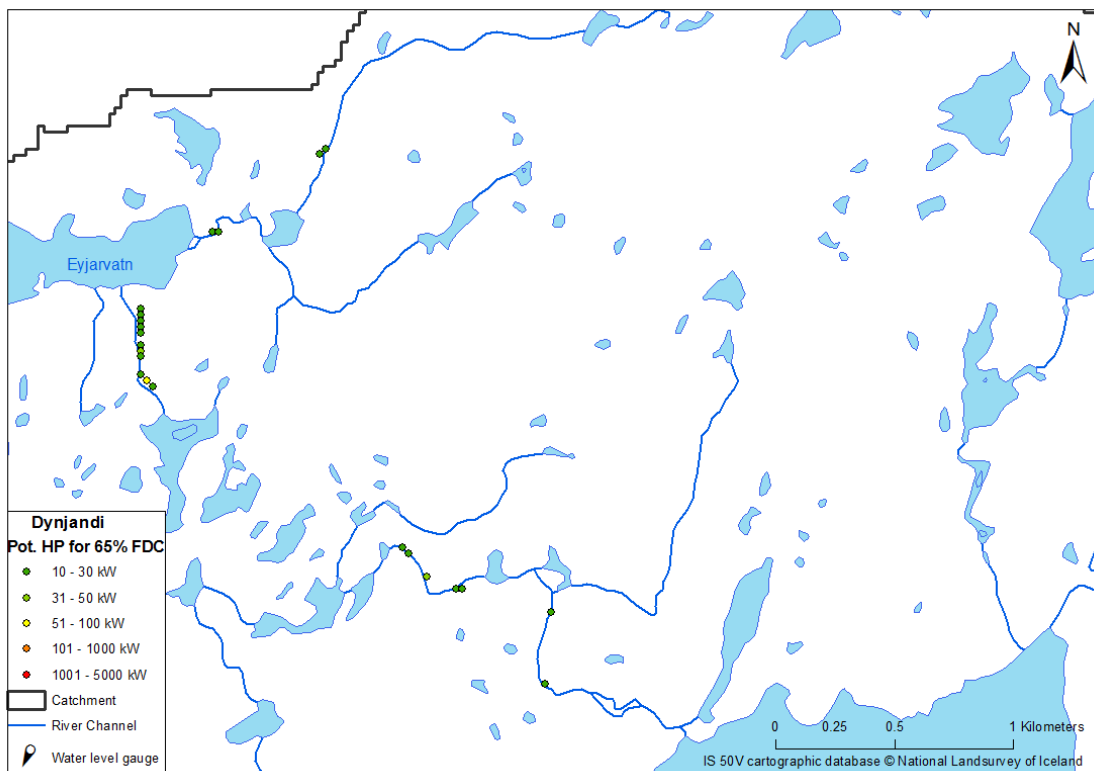 N
Eyjarvatn
Dynjandi
Pot. HP for 65% FDC
10 - 30 kW
31 - 50 kW
51 - 100 kW
101 - 1000 kW
1001 - 5000 kW
Catchment
River Channel
Water level gauge
0 0.25 0.5 1 Kilometers
IS 50V cartographic database © National Landsurvey of Iceland